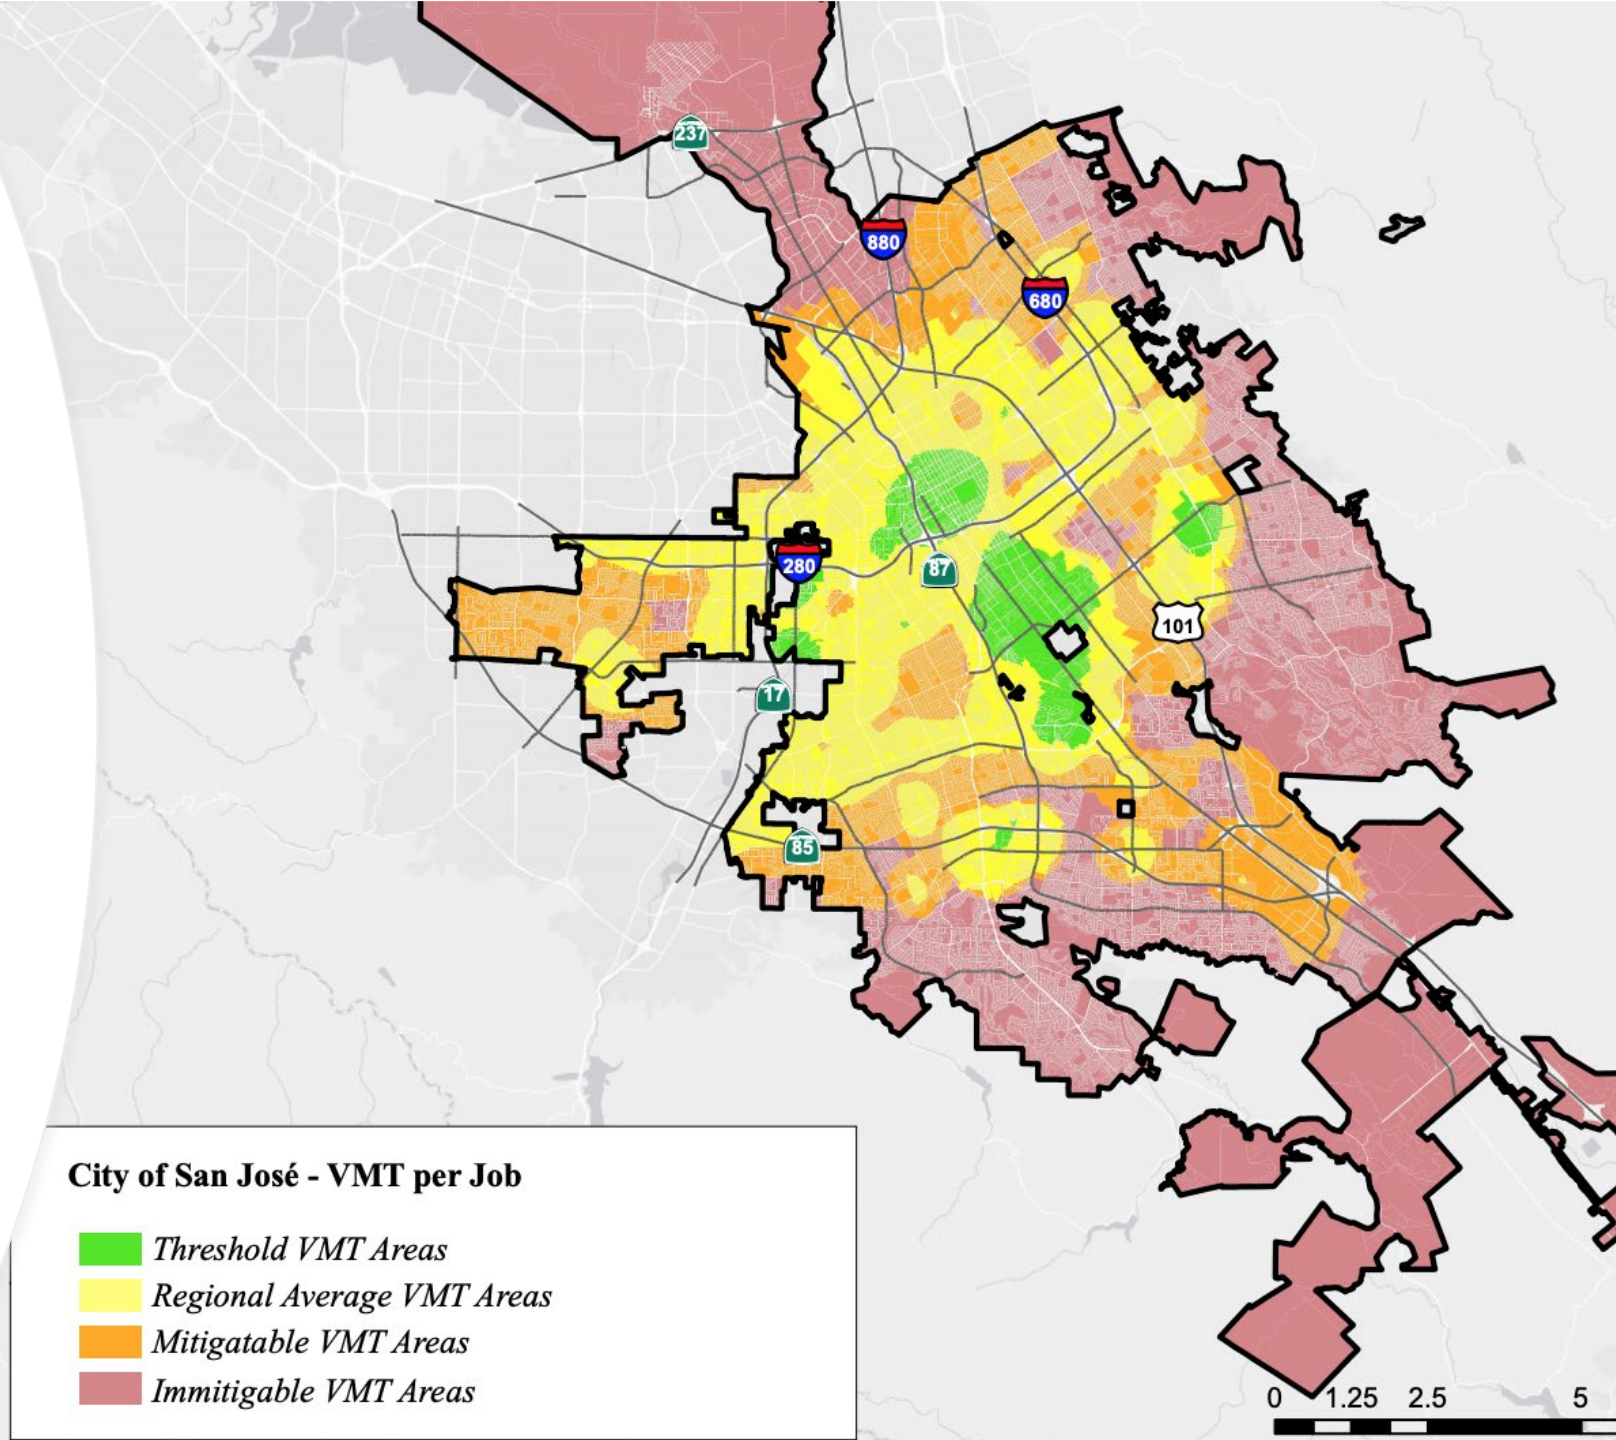 237
880
680
280
87
101
17
85
City of San José - VMT per Job
Threshold VMT Areas
Regional Average VMT Areas
Mitigatable VMT Areas
Immitigable VMT Areas
0 1.25 2.5 5